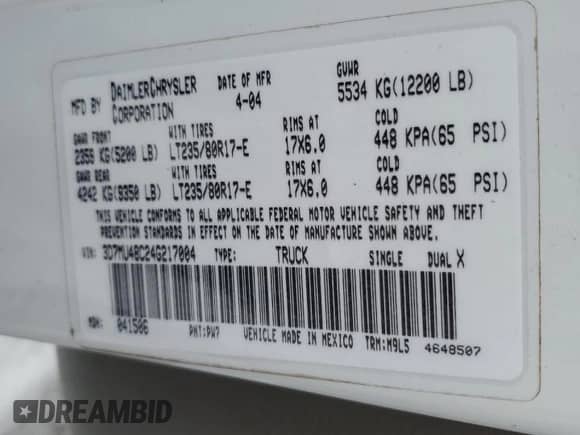 MFD BY DAIMLERCHRYSLER CORPORATION DATE OF MFR 4-04 GVWR 5534 KG(12200 LB)
GAWR FRONT WITH TIRES RIMS AT COLD
2358 KG(5200 LB) LT235/80R17-E 17X6.0 448 KPA(65 PSI)
GAWR REAR WITH TIRES RIMS AT COLD
4242 KG(9350 LB) LT235/80R17-E 17X6.0 448 KPA(65 PSI)
THIS VEHICLE CONFORMS TO ALL APPLICABLE FEDERAL MOTOR VEHICLE SAFETY AND THEFT
PREVENTION STANDARDS IN EFFECT ON THE DATE OF MANUFACTURE SHOWN ABOVE.
VIN: 3D7MU48C24G217004 TYPE: TRUCK SINGLE DUAL X
MDH: 041506 PNT:PW7 VEHICLE MADE IN MEXICO TRM:M9L5 4648507
DREAMBID